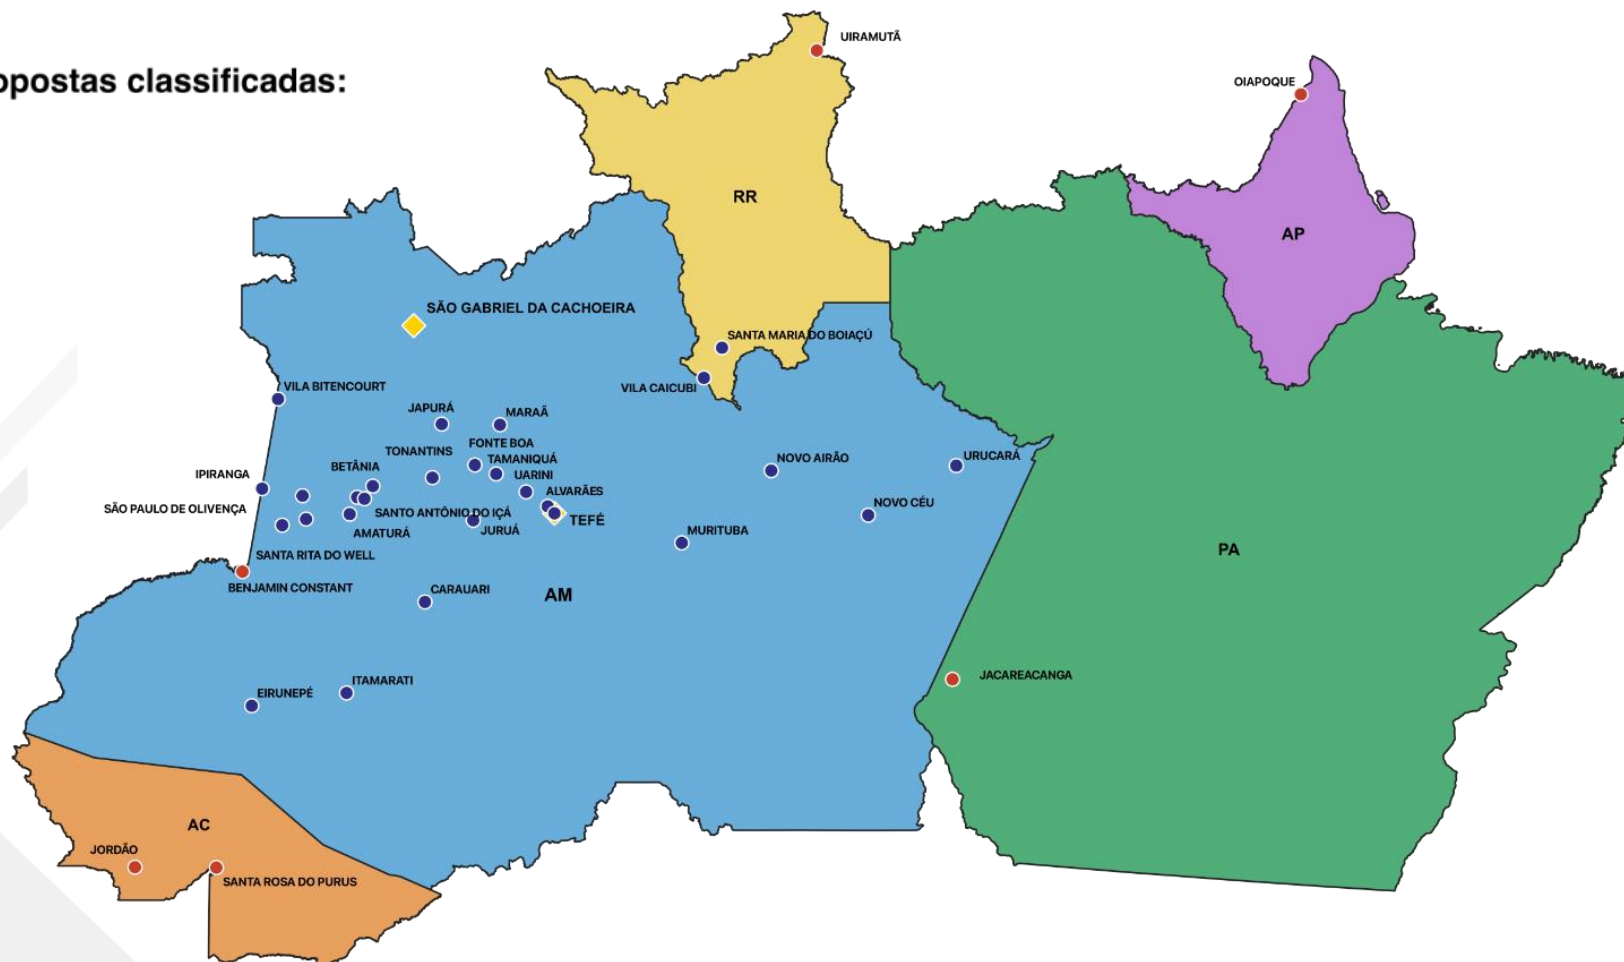 opostas classificadas:
UIRAMUTÃ
OIAPOQUE
RR
AP
SÃO GABRIEL DA CACHOEIRA
SANTA MARIA DO BOIAÇÚ
VILA BITENCOURT
VILA CAICUBI
JAPURÁ
MARAÃ
FONTE BOA
TONANTINS
TAMANIQUÁ
URUCARÁ
NOVO AIRÃO
BETÂNIA
IPIRANGA
UARINI
ALVARÃES
NOVO CÉU
SÃO PAULO DE OLIVENÇA
SANTO ANTÔNIO DO IÇÁ
TEFÉ
JURUÁ
MURITUBA
AMATURÁ
PA
SANTA RITA DO WELL
BENJAMIN CONSTANT
CARAUARI
AM
JACAREACANGA
ITAMARATI
EIRUNEPÉ
AC
JORDÃO
SANTA ROSA DO PURUS